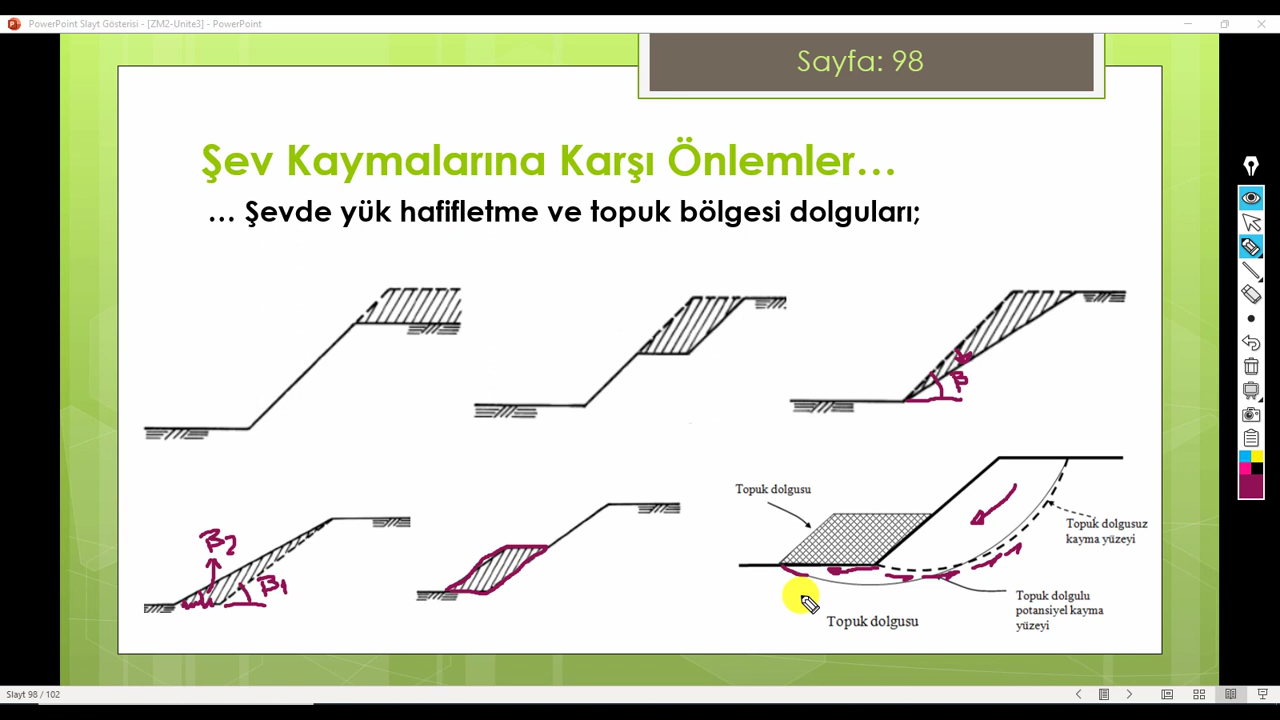 PowerPoint Slayt Gösterisi - [ZM2-Unite3] - PowerPoint
Sayfa: 98
Şev Kaymalarına Karşı Önlemler…
… Şevde yük hafifletme ve topuk bölgesi dolguları;
β
β2
β1
Topuk dolgusu
Topuk dolgusuz
kayma yüzeyi
Topuk dolgulu
potansiyel kayma
yüzeyi
Topuk dolgusu
Slayt 98 / 102